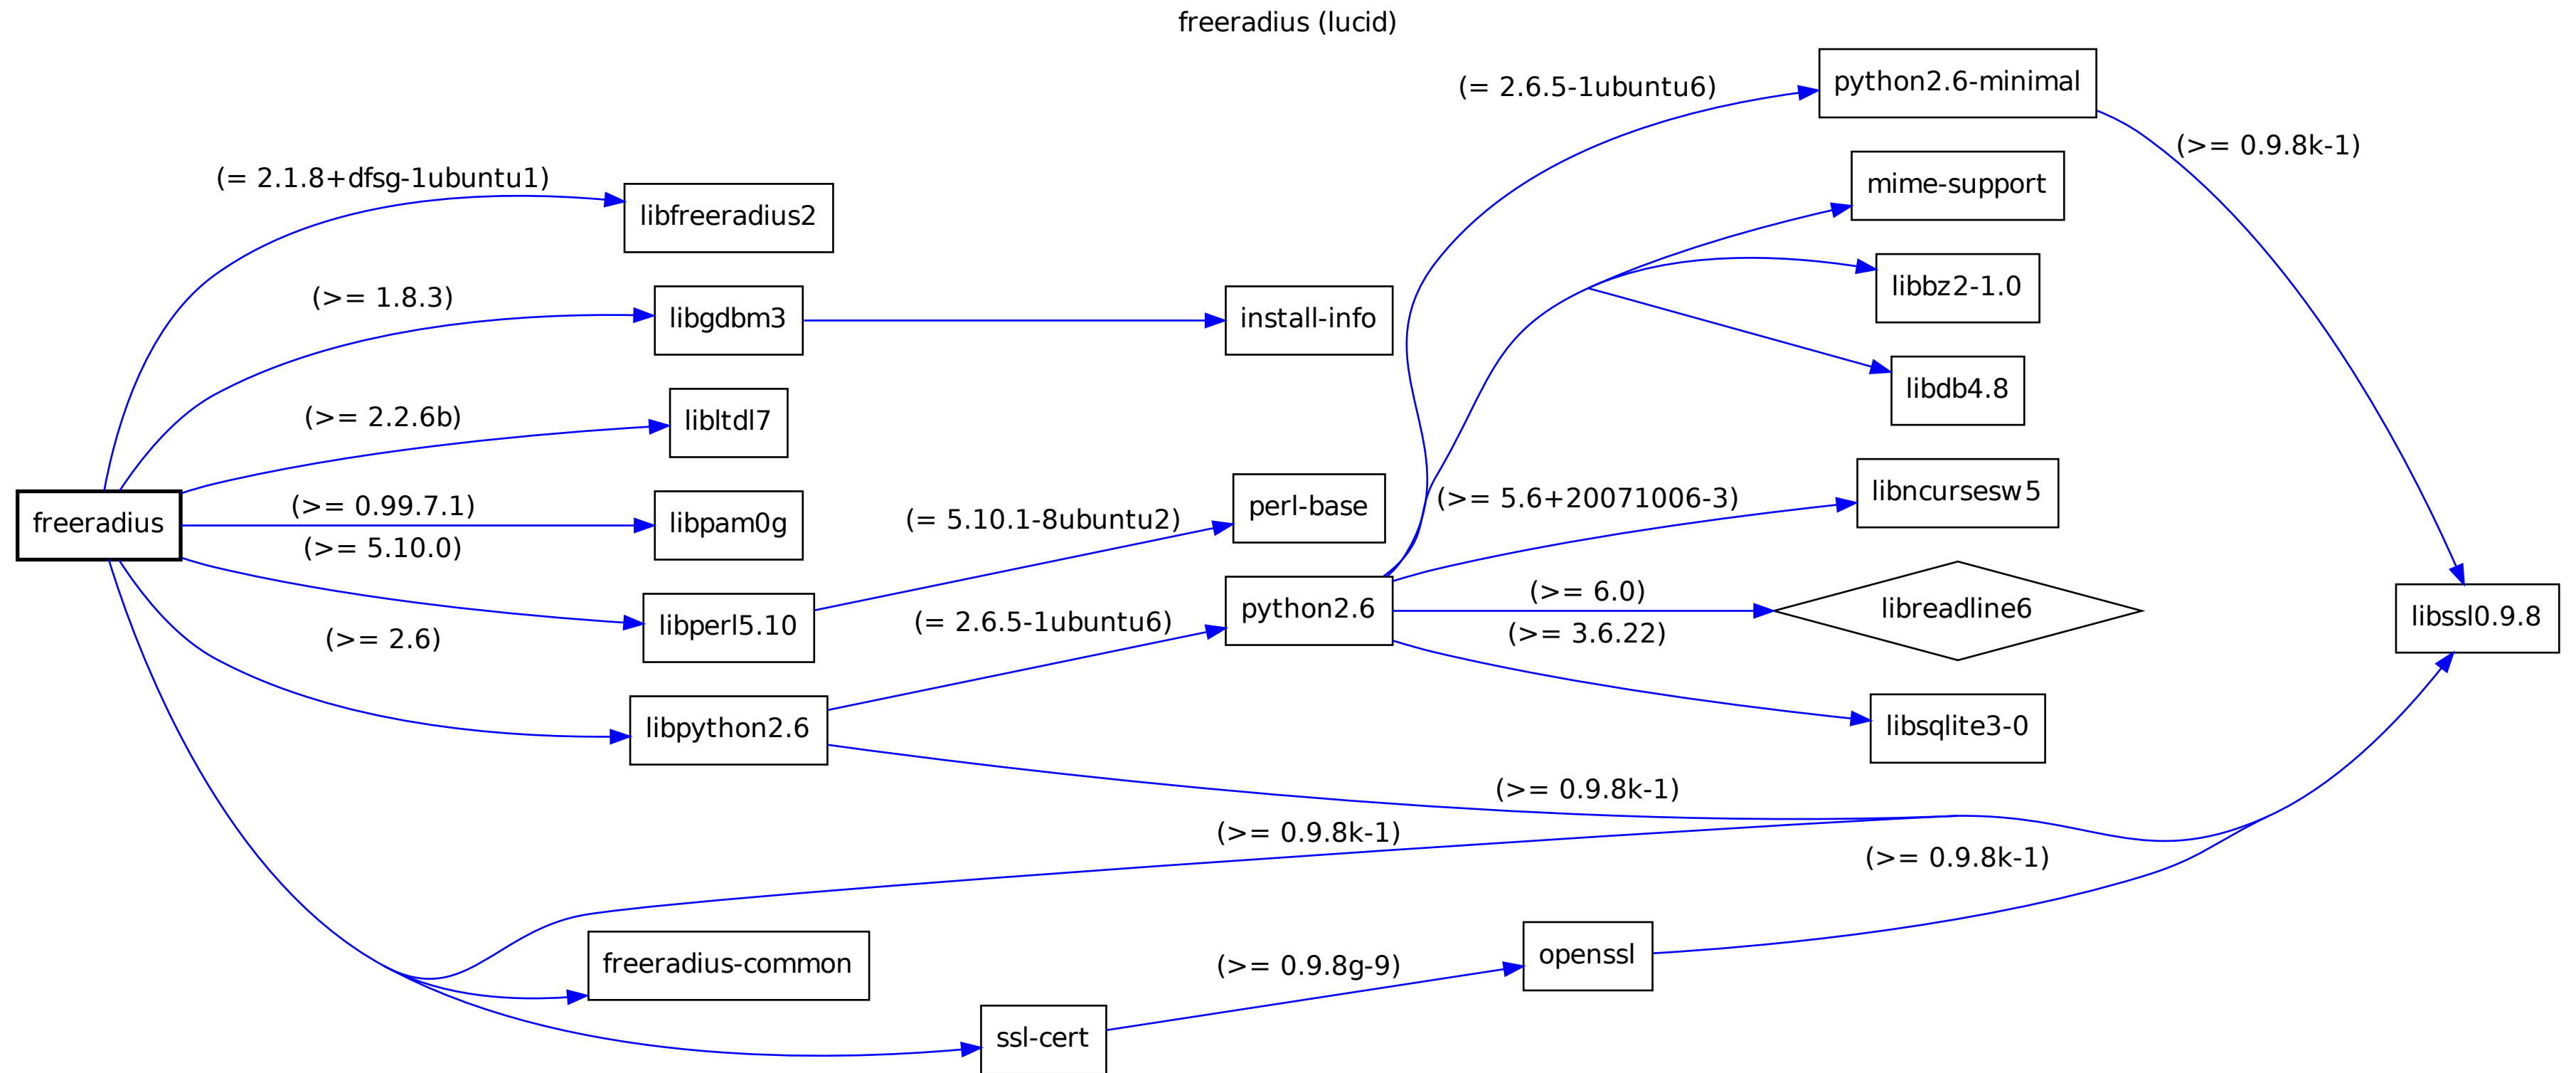 freeradius (lucid)
python2.6-minimal
(= 2.6.5-1ubuntu6)
(>= 0.9.8k-1)
mime-support
(= 2.1.8+dfsg-1ubuntu1)
libfreeradius2
libbz2-1.0
(>= 1.8.3)
libgdbm3
install-info
libdb4.8
(>= 2.2.6b)
libltdl7
libncursesw5
(>= 5.6+20071006-3)
perl-base
(>= 0.99.7.1)
freeradius
libpam0g
(= 5.10.1-8ubuntu2)
(>= 5.10.0)
(>= 6.0)
python2.6
libreadline6
libssl0.9.8
(= 2.6.5-1ubuntu6)
libperl5.10
(>= 3.6.22)
(>= 2.6)
libpython2.6
libsqlite3-0
(>= 0.9.8k-1)
(>= 0.9.8k-1)
(>= 0.9.8k-1)
openssl
freeradius-common
(>= 0.9.8g-9)
ssl-cert